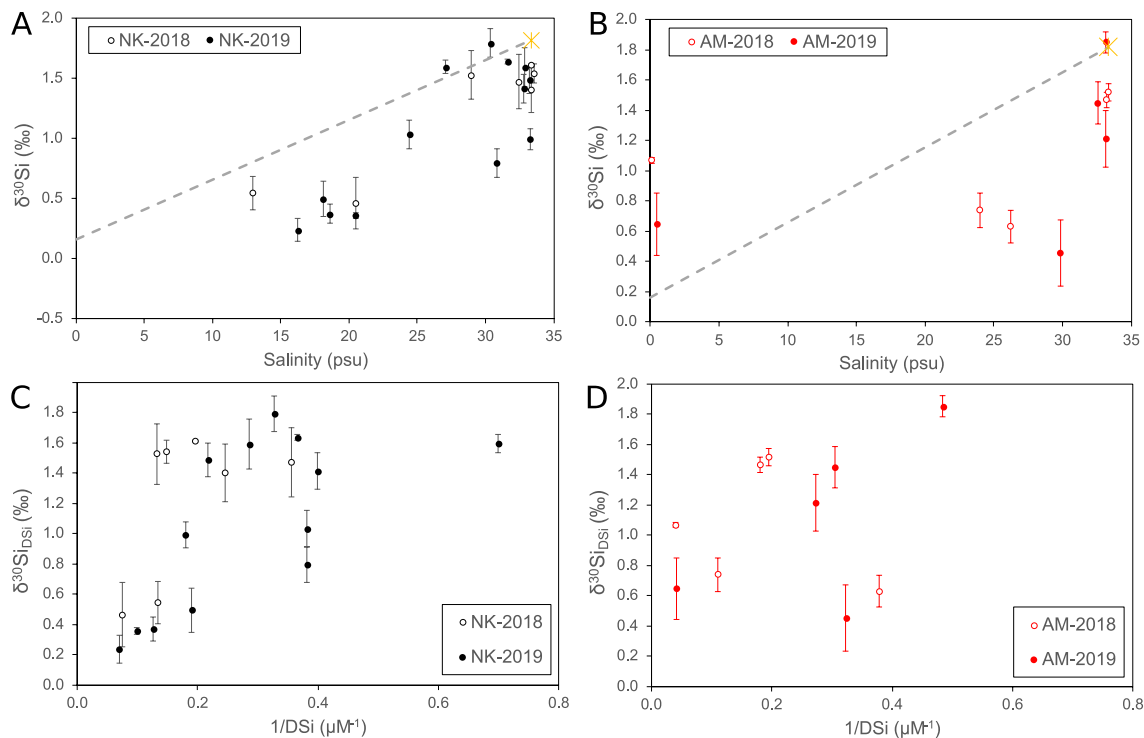 A
NK-2018 NK-2019
2.0
1.5
1.0
0.5
0.0
-0.5
δ³⁰Si (‰)
0 5 10 15 20 25 30 35
Salinity (psu)
B
AM-2018 AM-2019
2.0
1.8
1.6
1.4
1.2
1.0
0.8
0.6
0.4
0.2
0.0
δ³⁰Si (‰)
0 5 10 15 20 25 30 35
Salinity (psu)
C
1.8
1.6
1.4
1.2
1.0
0.8
0.6
0.4
0.2
0.0
δ³⁰Si_DSi (‰)
NK-2018
NK-2019
0.0 0.2 0.4 0.6 0.8
1/DSi (μM⁻¹)
D
2.0
1.8
1.6
1.4
1.2
1.0
0.8
0.6
0.4
0.2
0.0
δ³⁰Si_DSi (‰)
AM-2018
AM-2019
0.0 0.2 0.4 0.6 0.8
1/DSi (μM⁻¹)